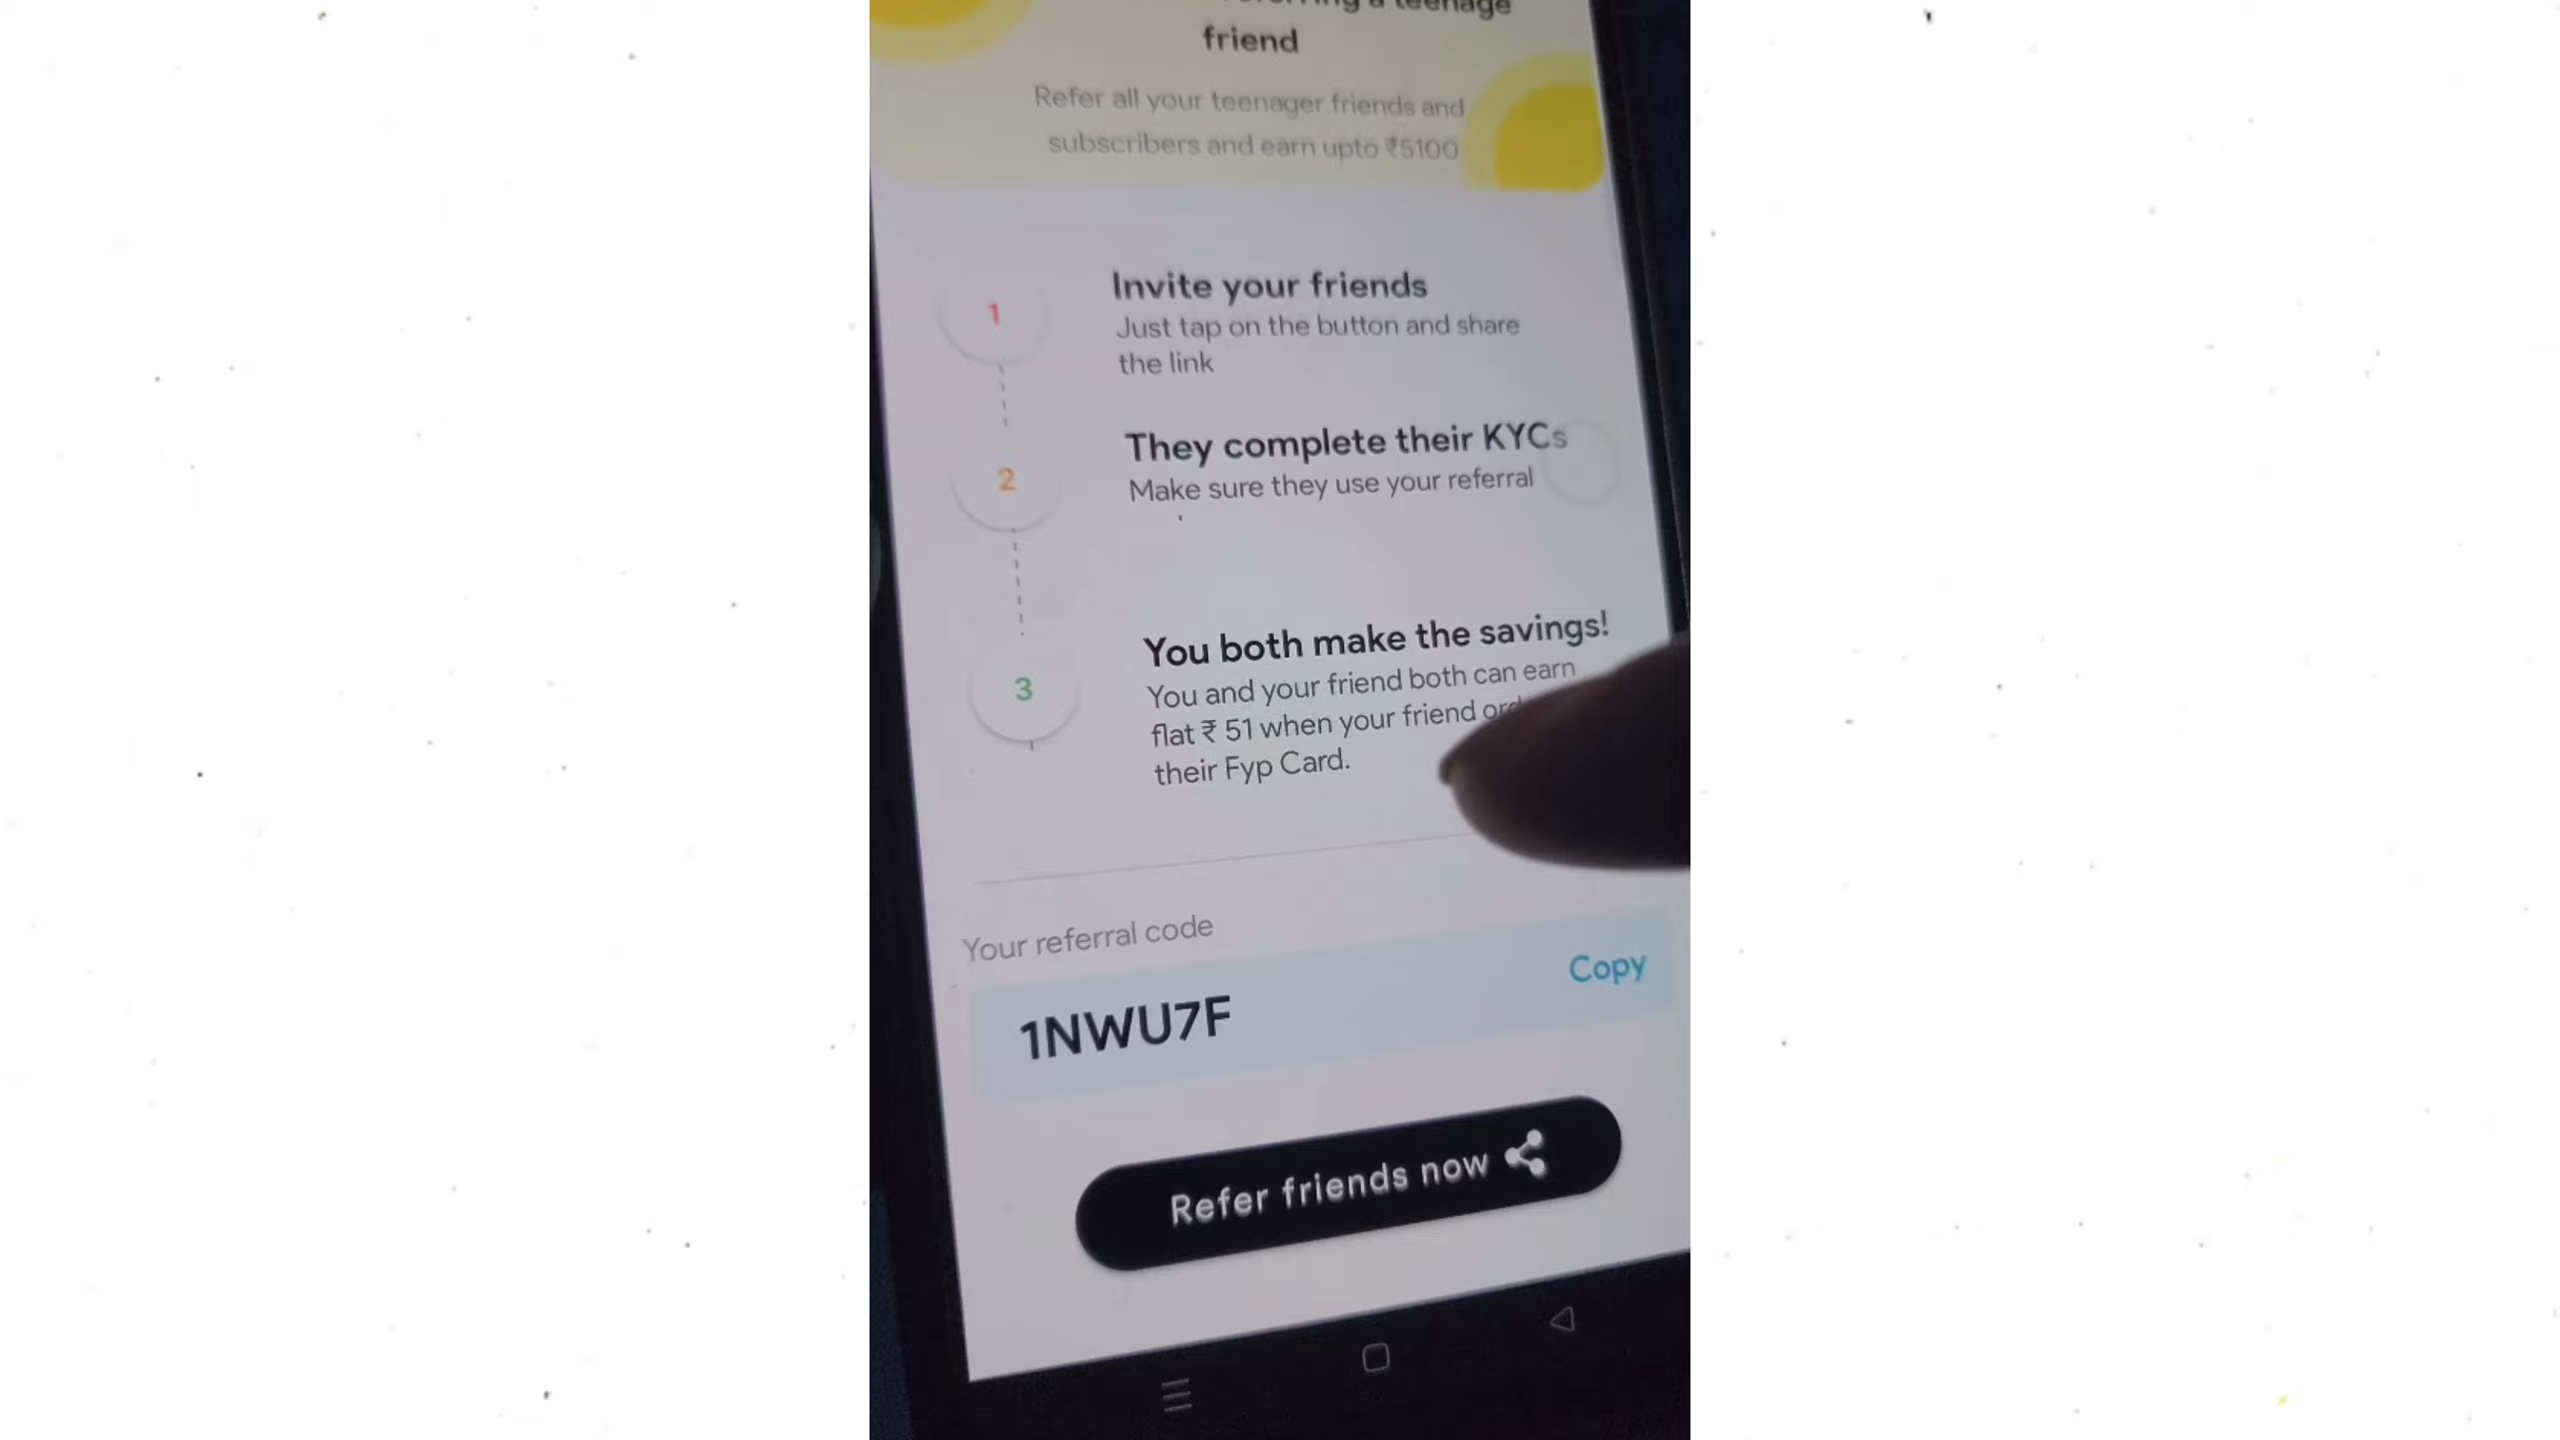 a teenage
friend
Refer all your teenager friends and
subscribers and earn upto ₹5100
1
Invite your friends
Just tap on the button and share
the link
2
They complete their KYCs
Make sure they use your referral
3
You both make the savings!
You and your friend both can earn
flat ₹ 51 when your friend
their Fyp Card.
Your referral code
1NWU7F
Copy
Refer friends now